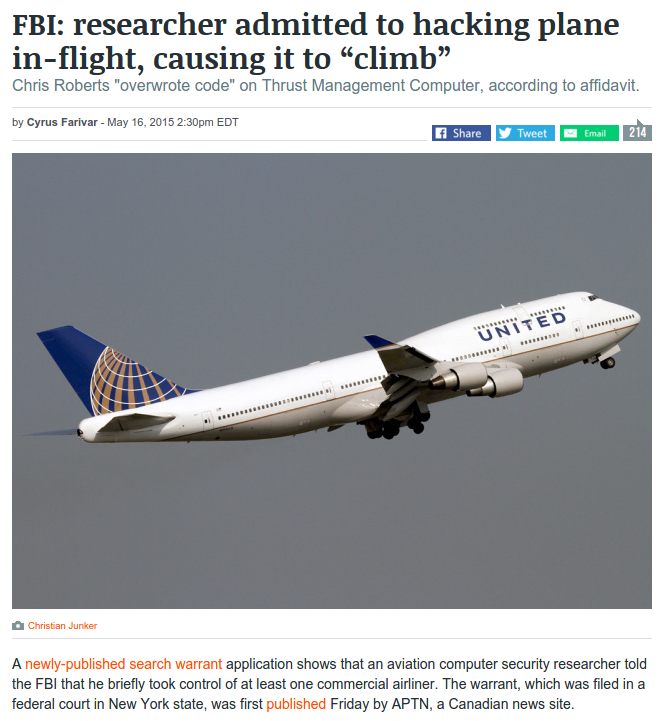 FBI: researcher admitted to hacking plane
in-flight, causing it to “climb”
Chris Roberts "overwrote code" on Thrust Management Computer, according to affidavit.
by Cyrus Farivar - May 16, 2015 2:30pm EDT
Share Tweet Email 214
UNITED
Christian Junker
A newly-published search warrant application shows that an aviation computer security researcher told
the FBI that he briefly took control of at least one commercial airliner. The warrant, which was filed in a
federal court in New York state, was first published Friday by APTN, a Canadian news site.